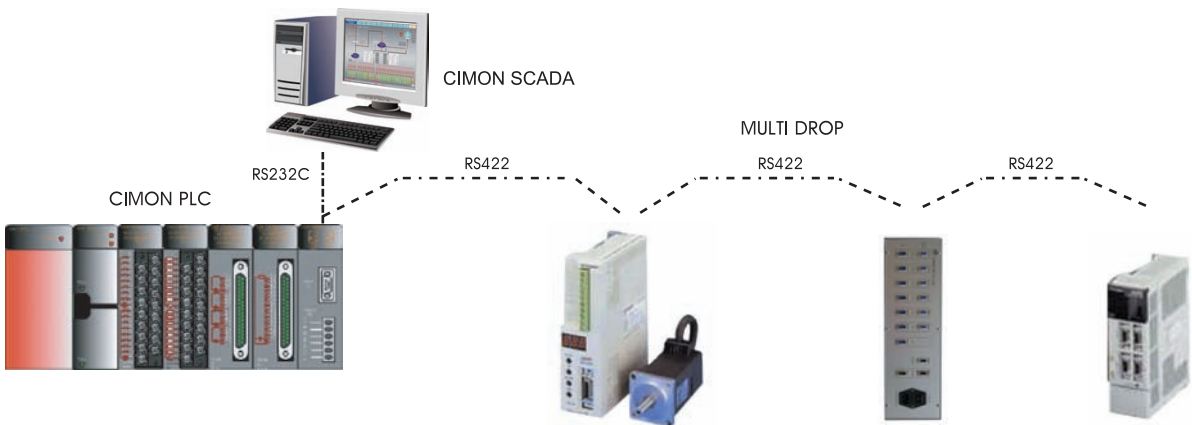 CIMON SCADA
MULTI DROP
RS232C
RS422
RS422
RS422
CIMON PLC